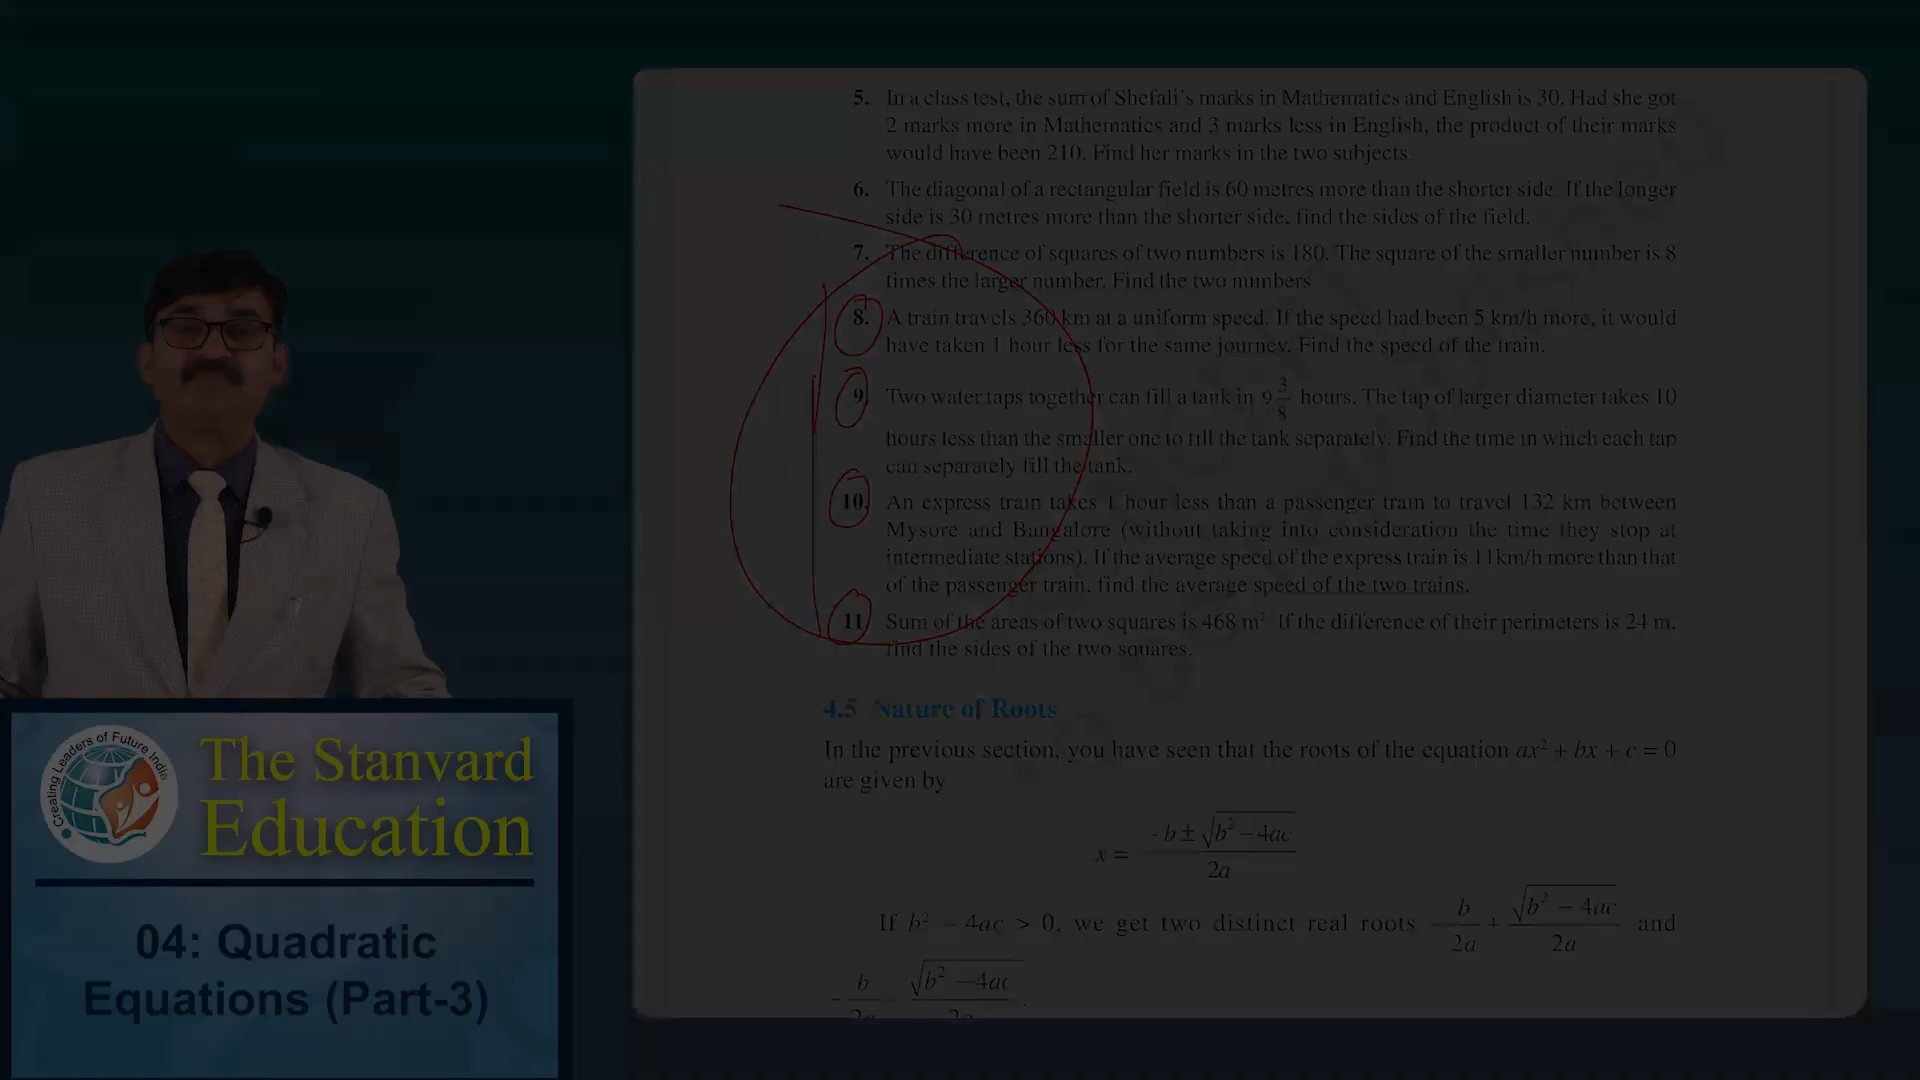 5. In a class test, the sum of Shefali's marks in Mathematics and English is 30. Had she got
2 marks more in Mathematics and 3 marks less in English, the product of their marks
would have been 210. Find her marks in the two subjects.
6. The diagonal of a rectangular field is 60 metres more than the shorter side. If the longer
side is 30 metres more than the shorter side, find the sides of the field.
7. The difference of squares of two numbers is 180. The square of the smaller number is 8
times the larger number. Find the two numbers
8. A train travels 360 km at a uniform speed. If the speed had been 5 km/h more, it would
have taken 1 hour less for the same journey. Find the speed of the train.
9. Two water taps together can fill a tank in 9 3/8 hours. The tap of larger diameter takes 10
hours less than the smaller one to fill the tank separately. Find the time in which each tap
can separately fill the tank.
10. An express train takes 1 hour less than a passenger train to travel 132 km between
Mysore and Bangalore (without taking into consideration the time they stop at
intermediate stations). If the average speed of the express train is 11km/h more than that
of the passenger train, find the average speed of the two trains.
11 Sum of the areas of two squares is 468 m². If the difference of their perimeters is 24 m,
find the sides of the two squares.
4.5 Nature of Roots
In the previous section, you have seen that the roots of the equation ax² + bx + c = 0
are given by
x = (-b ± √(b² − 4ac)) / 2a
If b² − 4ac > 0, we get two distinct real roots − b/2a + √(b² − 4ac)/2a and
− b/2a − √(b² − 4ac)/2a.
Creating Leaders of Future India
The Stanvard
Education
04: Quadratic
Equations (Part-3)